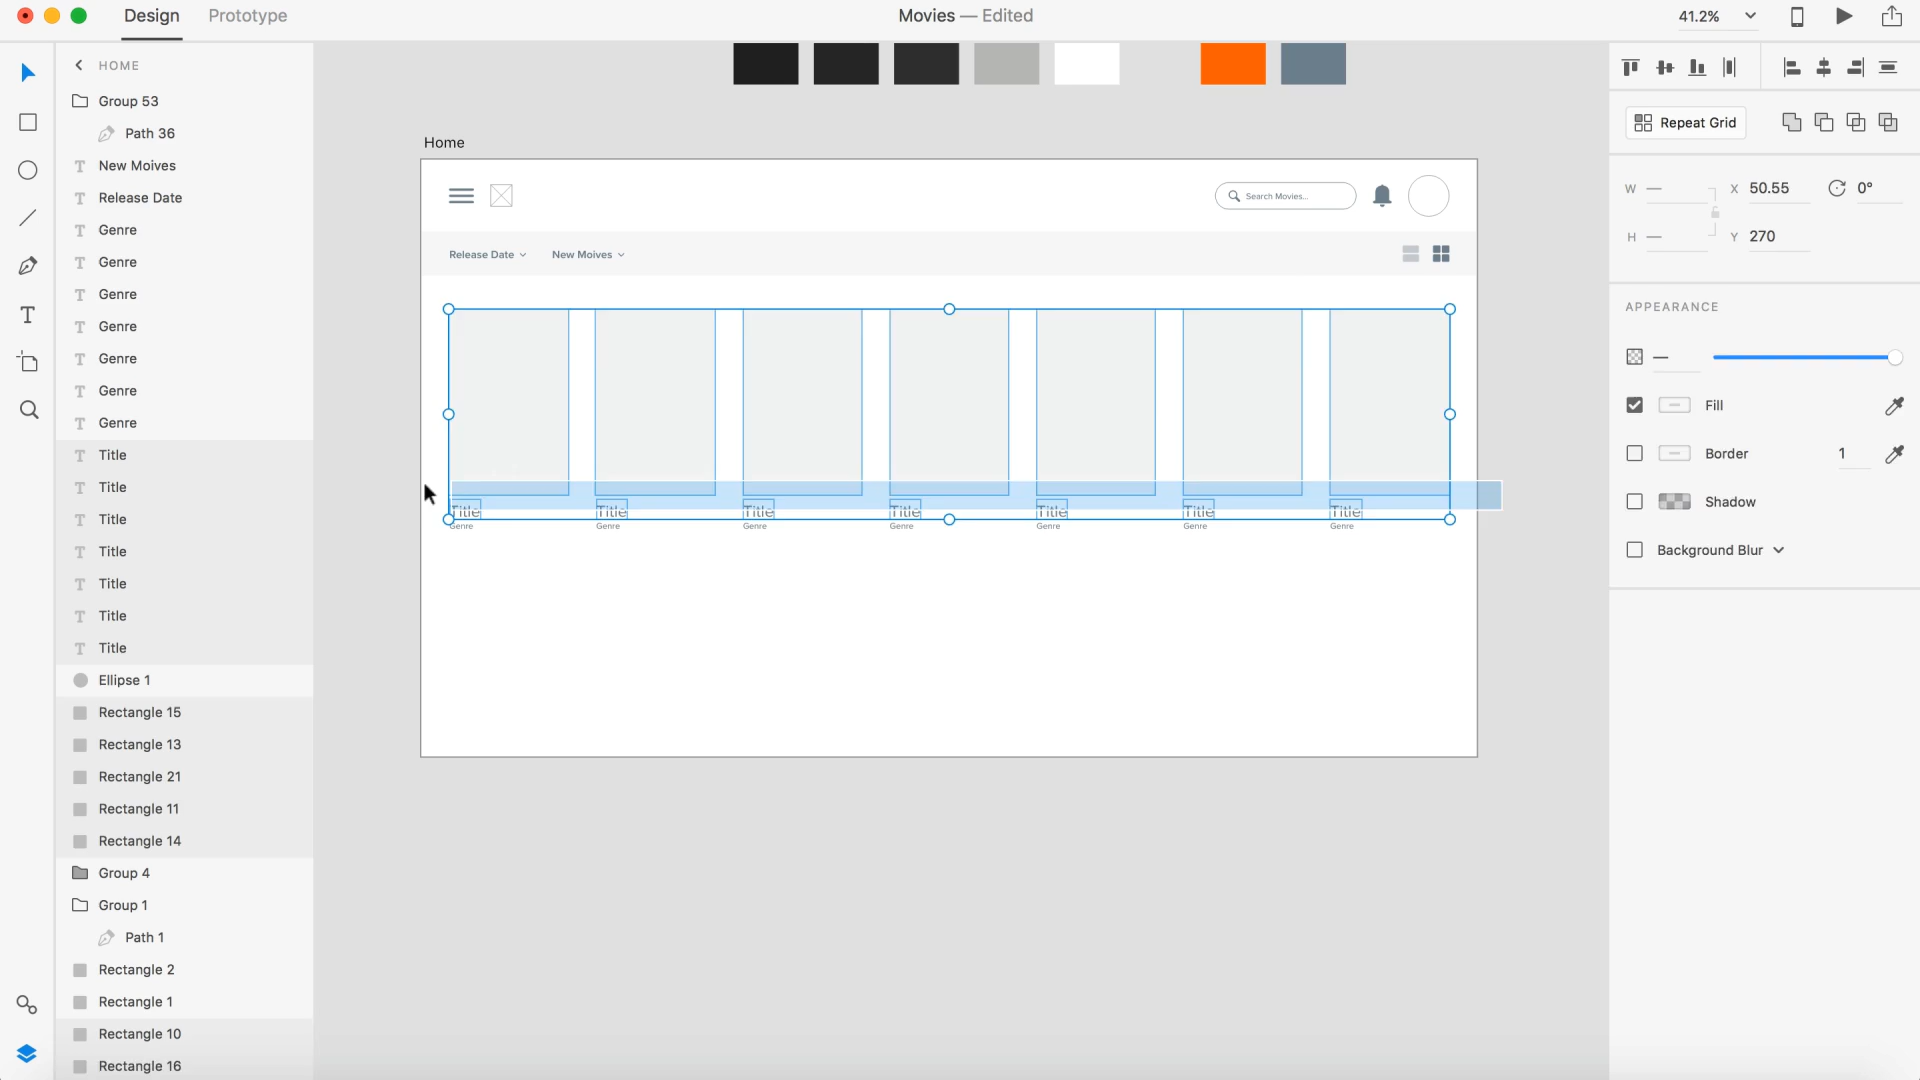 Design
Prototype
Movies — Edited
41.2%
HOME
Group 53
Path 36
New Moives
Release Date
Genre
Genre
Genre
Genre
Genre
Genre
Genre
Title
Title
Title
Title
Title
Title
Title
Ellipse 1
Rectangle 15
Rectangle 13
Rectangle 21
Rectangle 11
Rectangle 14
Group 4
Group 1
Path 1
Rectangle 2
Rectangle 1
Rectangle 10
Rectangle 16
Home
Search Movies...
Release Date
New Moives
Title Title Title Title Title Title Title
Genre Genre Genre Genre Genre Genre Genre
Repeat Grid
W — X 50.55 0°
H — Y 270
APPEARANCE
—
Fill
Border 1
Shadow
Background Blur